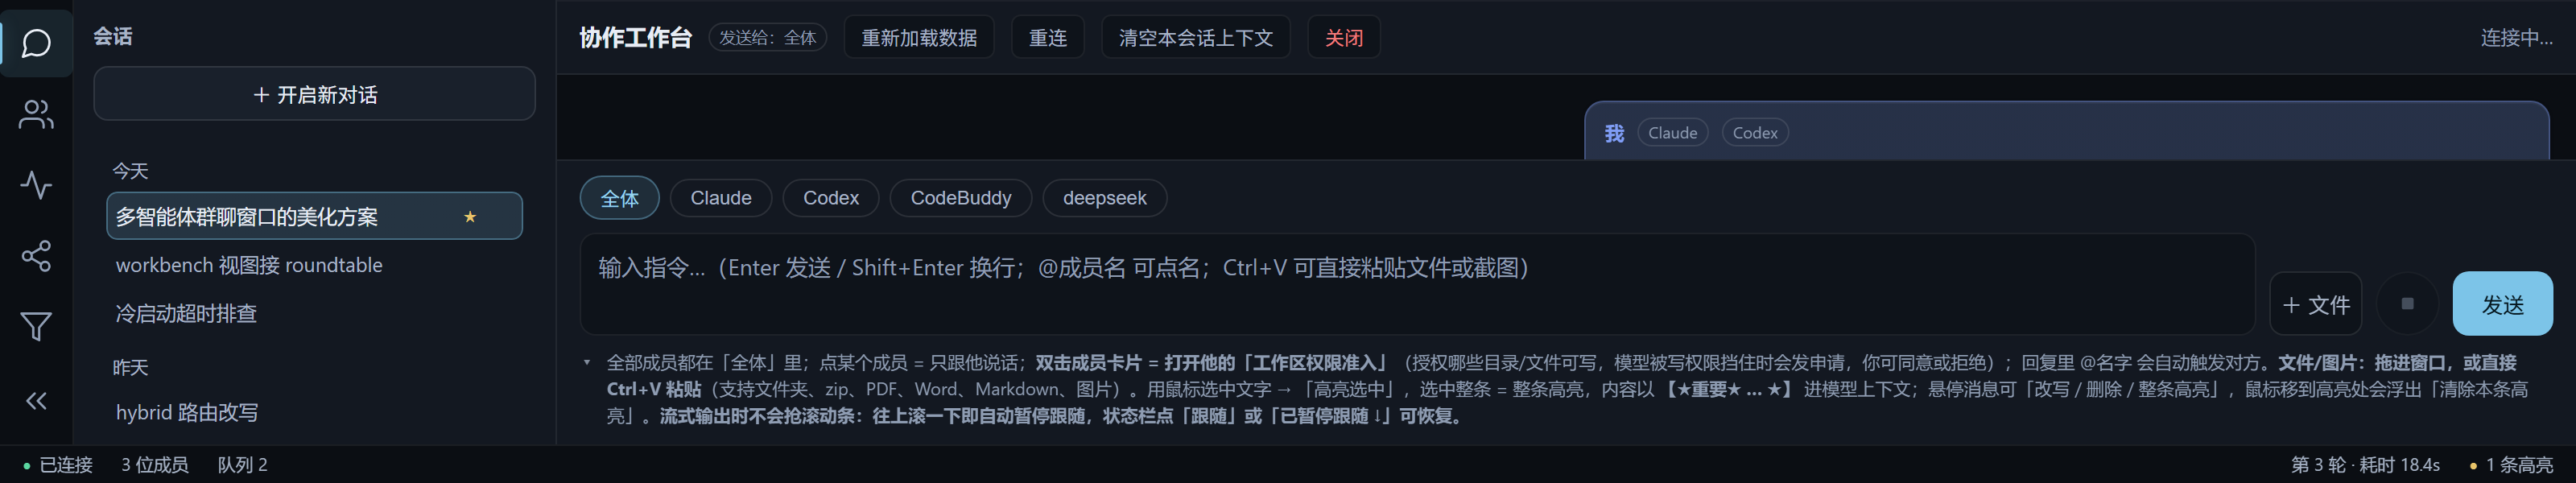 会话
+ 开启新对话
今天
多智能体群聊窗口的美化方案 ★
workbench 视图接 roundtable
冷启动超时排查
昨天
hybrid 路由改写
协作工作台 发送给：全体 重新加载数据 重连 清空本会话上下文 关闭 连接中...
我 Claude Codex
全体 Claude Codex CodeBuddy deepseek
输入指令...（Enter 发送 / Shift+Enter 换行；@成员名 可点名；Ctrl+V 可直接粘贴文件或截图）
+ 文件 发送
全部成员都在「全体」里；点某个成员 = 只跟他说话；双击成员卡片 = 打开他的「工作区权限准入」（授权哪些目录/文件可写，模型被写权限挡住时会发申请，你可同意或拒绝）；回复里 @名字 会自动触发对方。文件/图片：拖进窗口，或直接
Ctrl+V 粘贴（支持文件夹、zip、PDF、Word、Markdown、图片）。用鼠标选中文字 → 「高亮选中」，选中整条 = 整条高亮，内容以【★重要★ ... ★】进模型上下文；悬停消息可「改写 / 删除 / 整条高亮」，鼠标移到高亮处会浮出「清除本条高
亮」。流式输出时不会抢滚动条：往上滚一下即自动暂停跟随，状态栏点「跟随」或「已暂停跟随 ↓」可恢复。
已连接 3 位成员 队列 2
第 3 轮 · 耗时 18.4s 1 条高亮